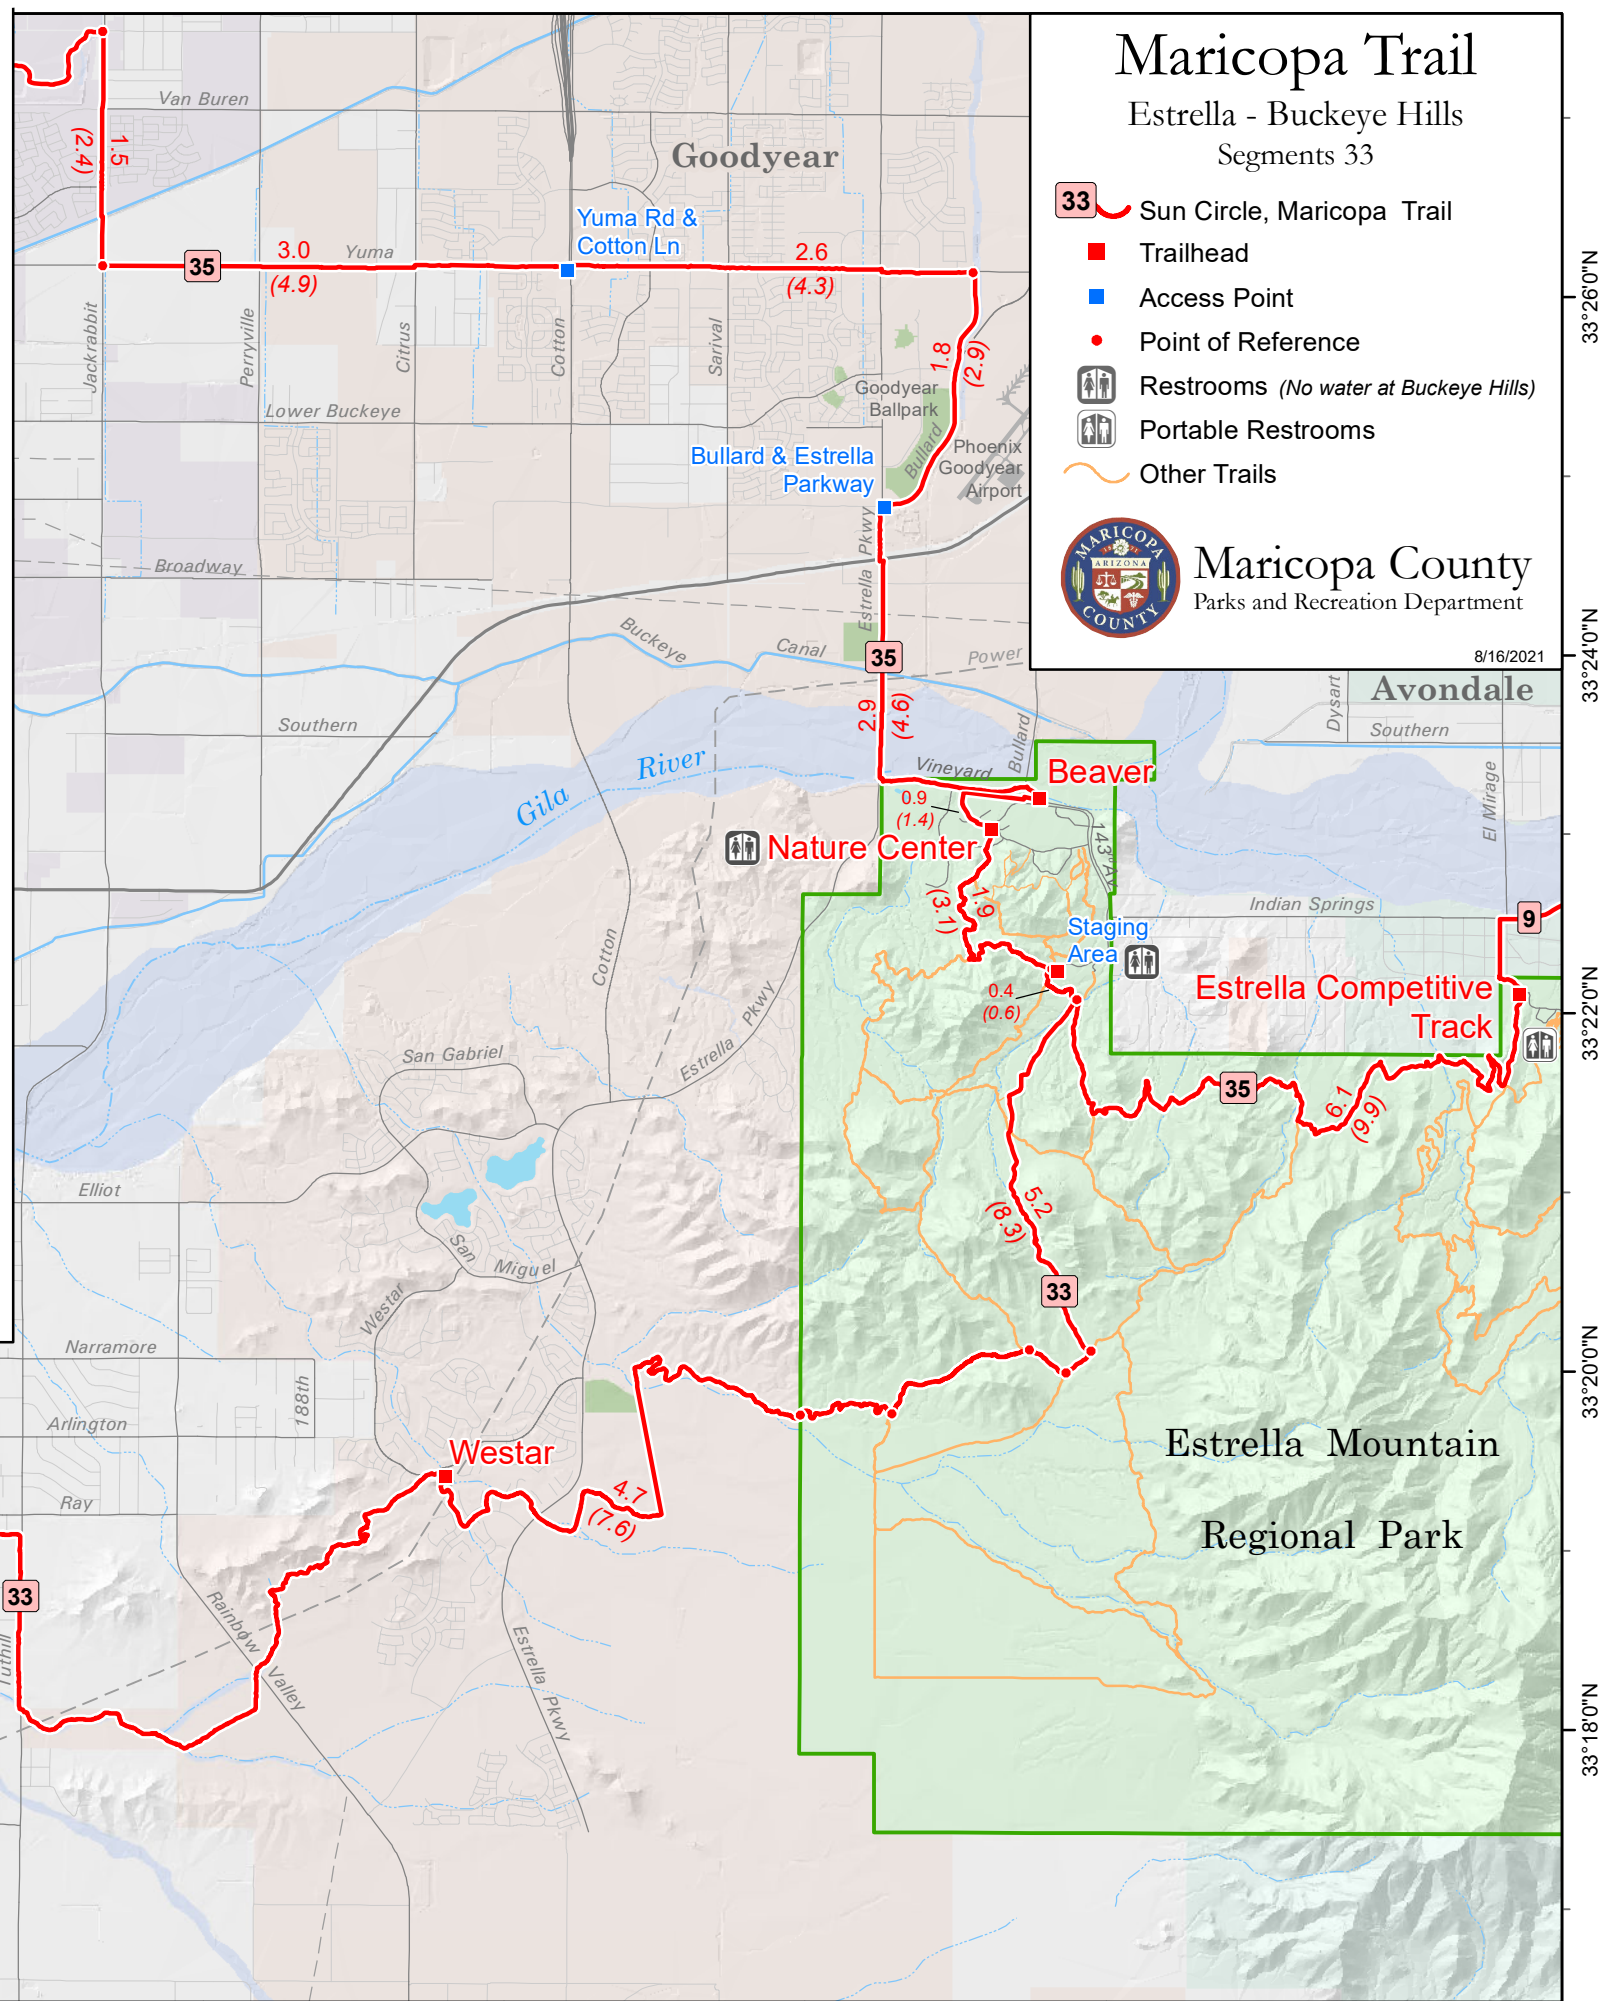 Maricopa Trail
Estrella - Buckeye Hills
Segments 33
33
Sun Circle, Maricopa Trail
Trailhead
Access Point
Point of Reference
Restrooms (No water at Buckeye Hills)
Portable Restrooms
Other Trails
MARICOPA
ARIZONA
COUNTY
Maricopa County
Parks and Recreation Department
8/16/2021
Van Buren
1.5
(2.4)
Goodyear
Yuma Rd &
Cotton Ln
35
3.0
(4.9)
Yuma
2.6
(4.3)
33°26'0"N
Jackrabbit
Perryville
Citrus
Cotton
Sarival
1.8
(2.9)
Goodyear
Ballpark
Lower Buckeye
Bullard
Bullard & Estrella
Parkway
Phoenix
Goodyear
Airport
Estrella Pkwy
Broadway
Buckeye
Canal
35
Power
33°24'0"N
Avondale
Dysart
Southern
Southern
2.9
(4.6)
Bullard
Gila
River
Vineyard
Beaver
El Mirage
0.9
(1.4)
Nature Center
143rd Av
1.9
(3.1)
Indian Springs
9
Staging
Area
Cotton
Estrella Pkwy
0.4
(0.6)
Estrella Competitive
Track
33°22'0"N
San Gabriel
35
6.1
(9.9)
Elliot
5.2
(8.3)
San
Miguel
Westar
33
Narramore
188th
33°20'0"N
Arlington
Westar
Estrella Mountain
Regional Park
Ray
4.7
(7.6)
33
Tuthill
Rainbow
Valley
Estrella Pkwy
33°18'0"N